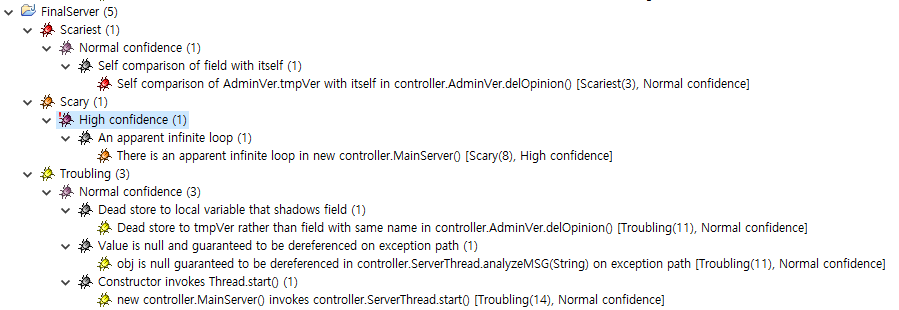 FinalServer (5)
Scariest (1)
Normal confidence (1)
Self comparison of field with itself (1)
Self comparison of AdminVer.tmpVer with itself in controller.AdminVer.delOpinion() [Scariest(3), Normal confidence]
Scary (1)
High confidence (1)
An apparent infinite loop (1)
There is an apparent infinite loop in new controller.MainServer() [Scary(8), High confidence]
Troubling (3)
Normal confidence (3)
Dead store to local variable that shadows field (1)
Dead store to tmpVer rather than field with same name in controller.AdminVer.delOpinion() [Troubling(11), Normal confidence]
Value is null and guaranteed to be dereferenced on exception path (1)
obj is null guaranteed to be dereferenced in controller.ServerThread.analyzeMSG(String) on exception path [Troubling(11), Normal confidence]
Constructor invokes Thread.start() (1)
new controller.MainServer() invokes controller.ServerThread.start() [Troubling(14), Normal confidence]